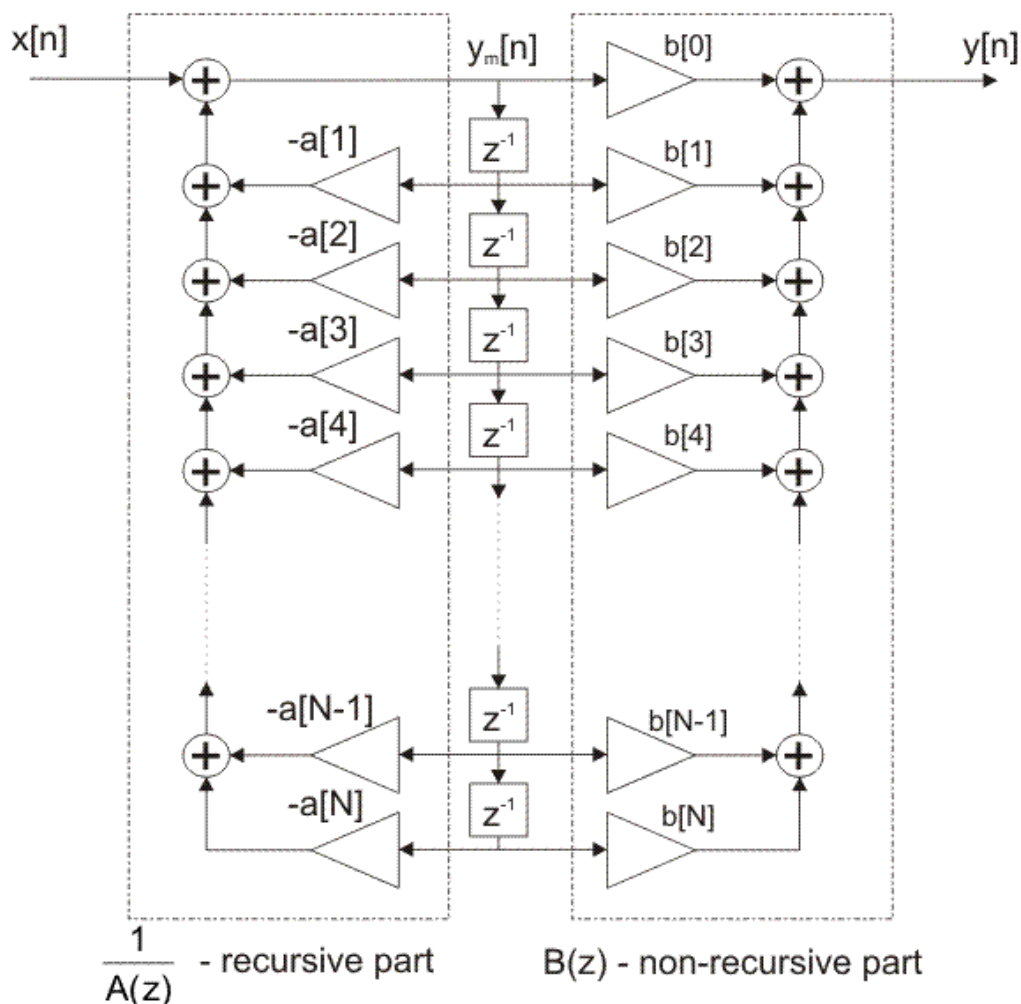 x[n] yₘ[n] b[0] y[n]
z⁻¹
-a[1] b[1]
z⁻¹
-a[2] b[2]
z⁻¹
-a[3] b[3]
z⁻¹
-a[4] b[4]
z⁻¹
-a[N-1] b[N-1]
z⁻¹
-a[N] b[N]
1
A(z)
- recursive part B(z) - non-recursive part